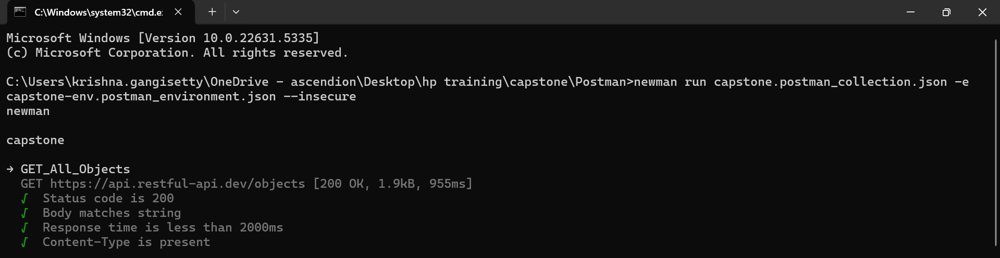 C:\Windows\system32\cmd.e
Microsoft Windows [Version 10.0.22631.5335]
(c) Microsoft Corporation. All rights reserved.
C:\Users\krishna.gangisetty\OneDrive - ascendion\Desktop\hp training\capstone\Postman>newman run capstone.postman_collection.json -e
capstone-env.postman_environment.json --insecure
newman
capstone
→ GET_All_Objects
GET https://api.restful-api.dev/objects [200 OK, 1.9kB, 955ms]
√ Status code is 200
√ Body matches string
√ Response time is less than 2000ms
√ Content-Type is present